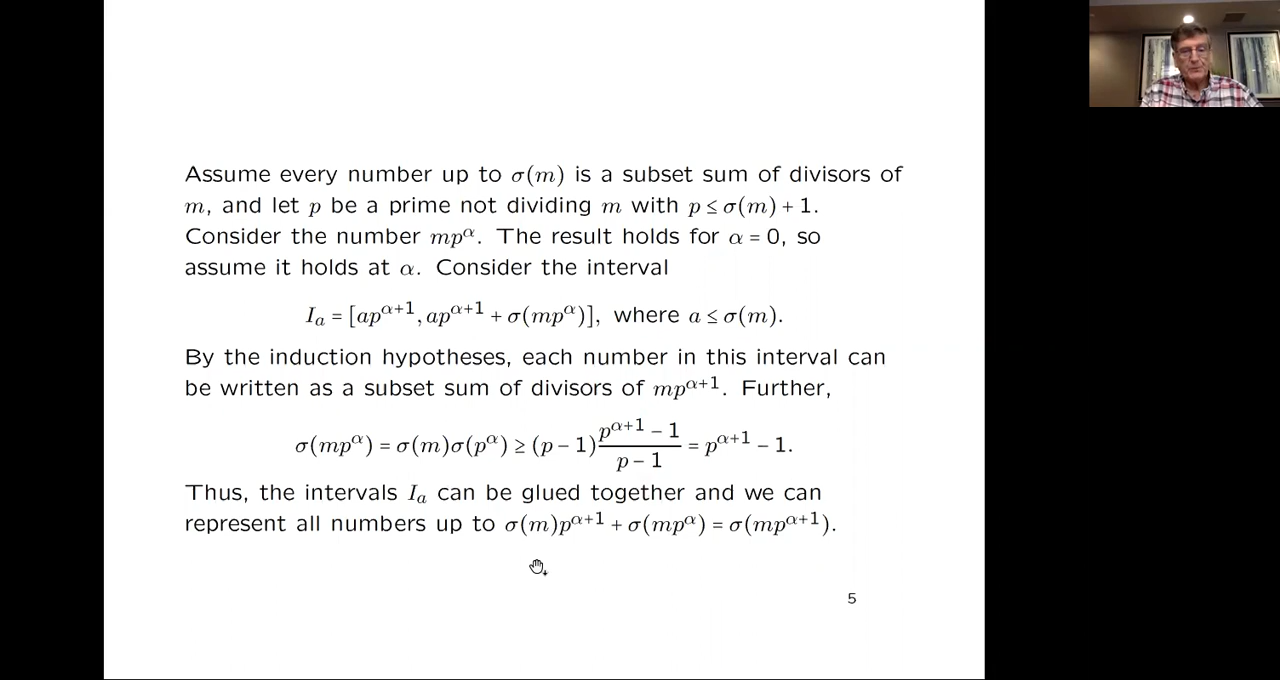 Assume every number up to σ(m) is a subset sum of divisors of
m, and let p be a prime not dividing m with p ≤ σ(m) + 1.
Consider the number mp^α. The result holds for α = 0, so
assume it holds at α. Consider the interval
I_a = [ap^{α+1}, ap^{α+1} + σ(mp^α)], where a ≤ σ(m).
By the induction hypotheses, each number in this interval can
be written as a subset sum of divisors of mp^{α+1}. Further,
σ(mp^α) = σ(m)σ(p^α) ≥ (p − 1) \frac{p^{α+1} − 1}{p − 1} = p^{α+1} − 1.
Thus, the intervals I_a can be glued together and we can
represent all numbers up to σ(m)p^{α+1} + σ(mp^α) = σ(mp^{α+1}).
5